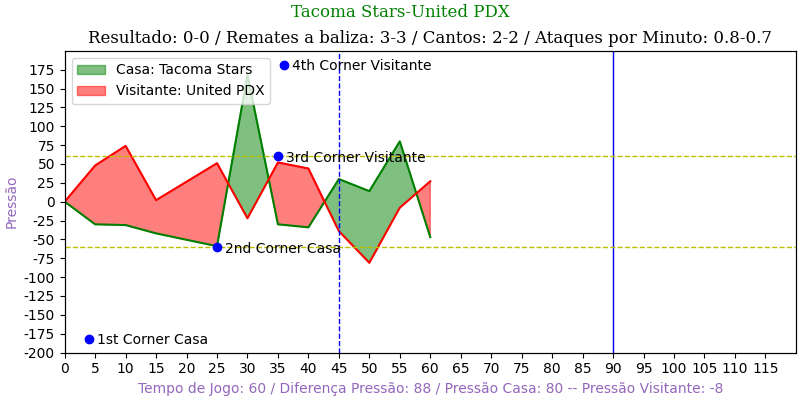 Tacoma Stars-United PDX
Resultado: 0-0 / Remates a baliza: 3-3 / Cantos: 2-2 / Ataques por Minuto: 0.8-0.7
Casa: Tacoma Stars
Visitante: United PDX
4th Corner Visitante
3rd Corner Visitante
2nd Corner Casa
1st Corner Casa
Pressão
175
150
125
100
75
50
25
0
-25
-50
-75
-100
-125
-150
-175
-200
0 5 10 15 20 25 30 35 40 45 50 55 60 65 70 75 80 85 90 95 100 105 110 115
Tempo de Jogo: 60 / Diferença Pressão: 88 / Pressão Casa: 80 -- Pressão Visitante: -8